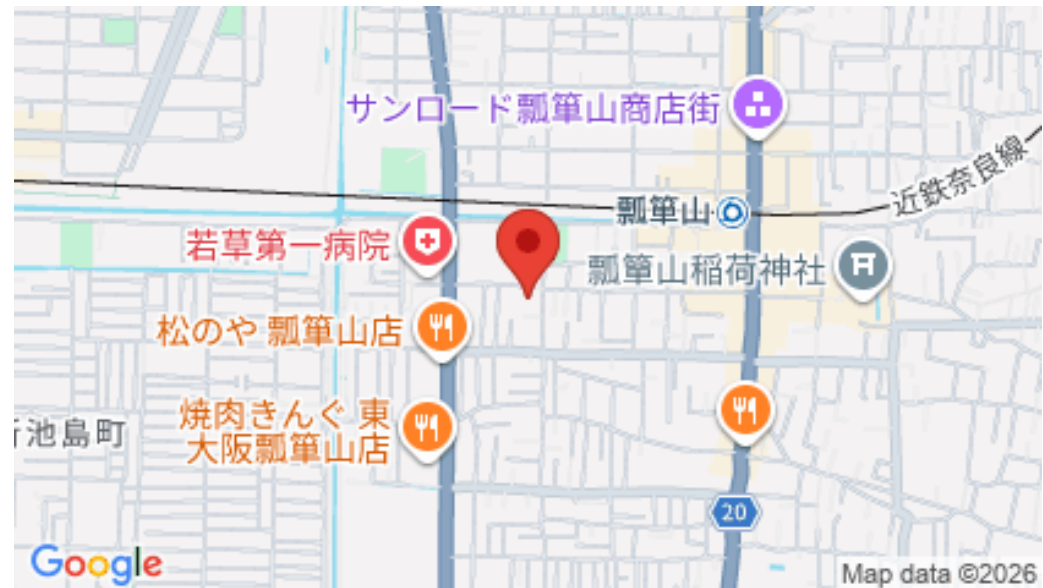 サンロード瓢箪山商店街
近鉄奈良線
瓢箪山
若草第一病院
瓢箪山稲荷神社
松のや 瓢箪山店
焼肉きんぐ 東
大阪瓢箪山店
池島町
20
Google
Map data ©2026